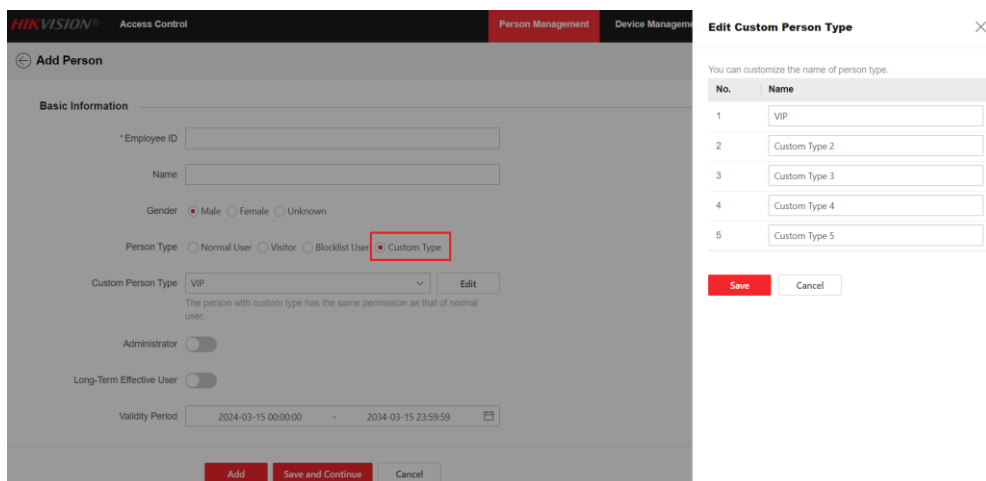 HIKVISION® Access Control Person Management Device Manageme
Add Person
Basic Information
*Employee ID
Name
Gender Male Female Unknown
Person Type Normal User Visitor Blocklist User Custom Type
Custom Person Type VIP Edit
The person with custom type has the same permission as that of normal
user.
Administrator
Long-Term Effective User
Validity Period 2024-03-15 00:00:00 - 2034-03-15 23:59:59
Add Save and Continue Cancel
Edit Custom Person Type
You can customize the name of person type.
No. Name
1 VIP
2 Custom Type 2
3 Custom Type 3
4 Custom Type 4
5 Custom Type 5
Save Cancel